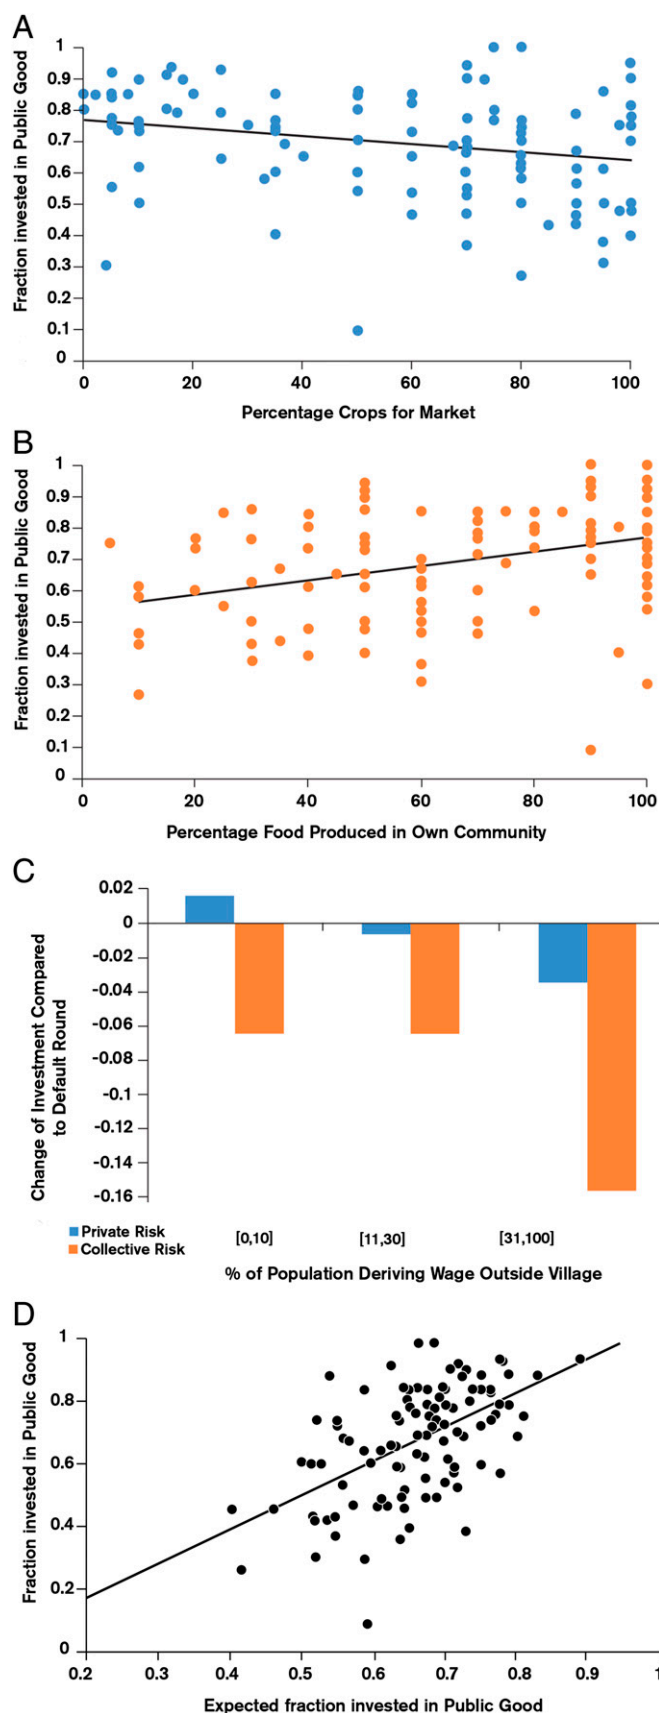 A
Fraction invested in Public Good
1
0.9
0.8
0.7
0.6
0.5
0.4
0.3
0.2
0.1
0
0 20 40 60 80 100
Percentage Crops for Market
B
Fraction invested in Public Good
1
0.9
0.8
0.7
0.6
0.5
0.4
0.3
0.2
0.1
0
0 20 40 60 80 100
Percentage Food Produced in Own Community
C
Change of Investment Compared
to Default Round
0.02
0
-0.02
-0.04
-0.06
-0.08
-0.1
-0.12
-0.14
-0.16
Private Risk
Collective Risk
[0,10] [11,30] [31,100]
% of Population Deriving Wage Outside Village
D
Fraction invested in Public Good
1
0.8
0.6
0.4
0.2
0
0.2 0.3 0.4 0.5 0.6 0.7 0.8 0.9 1
Expected fraction invested in Public Good